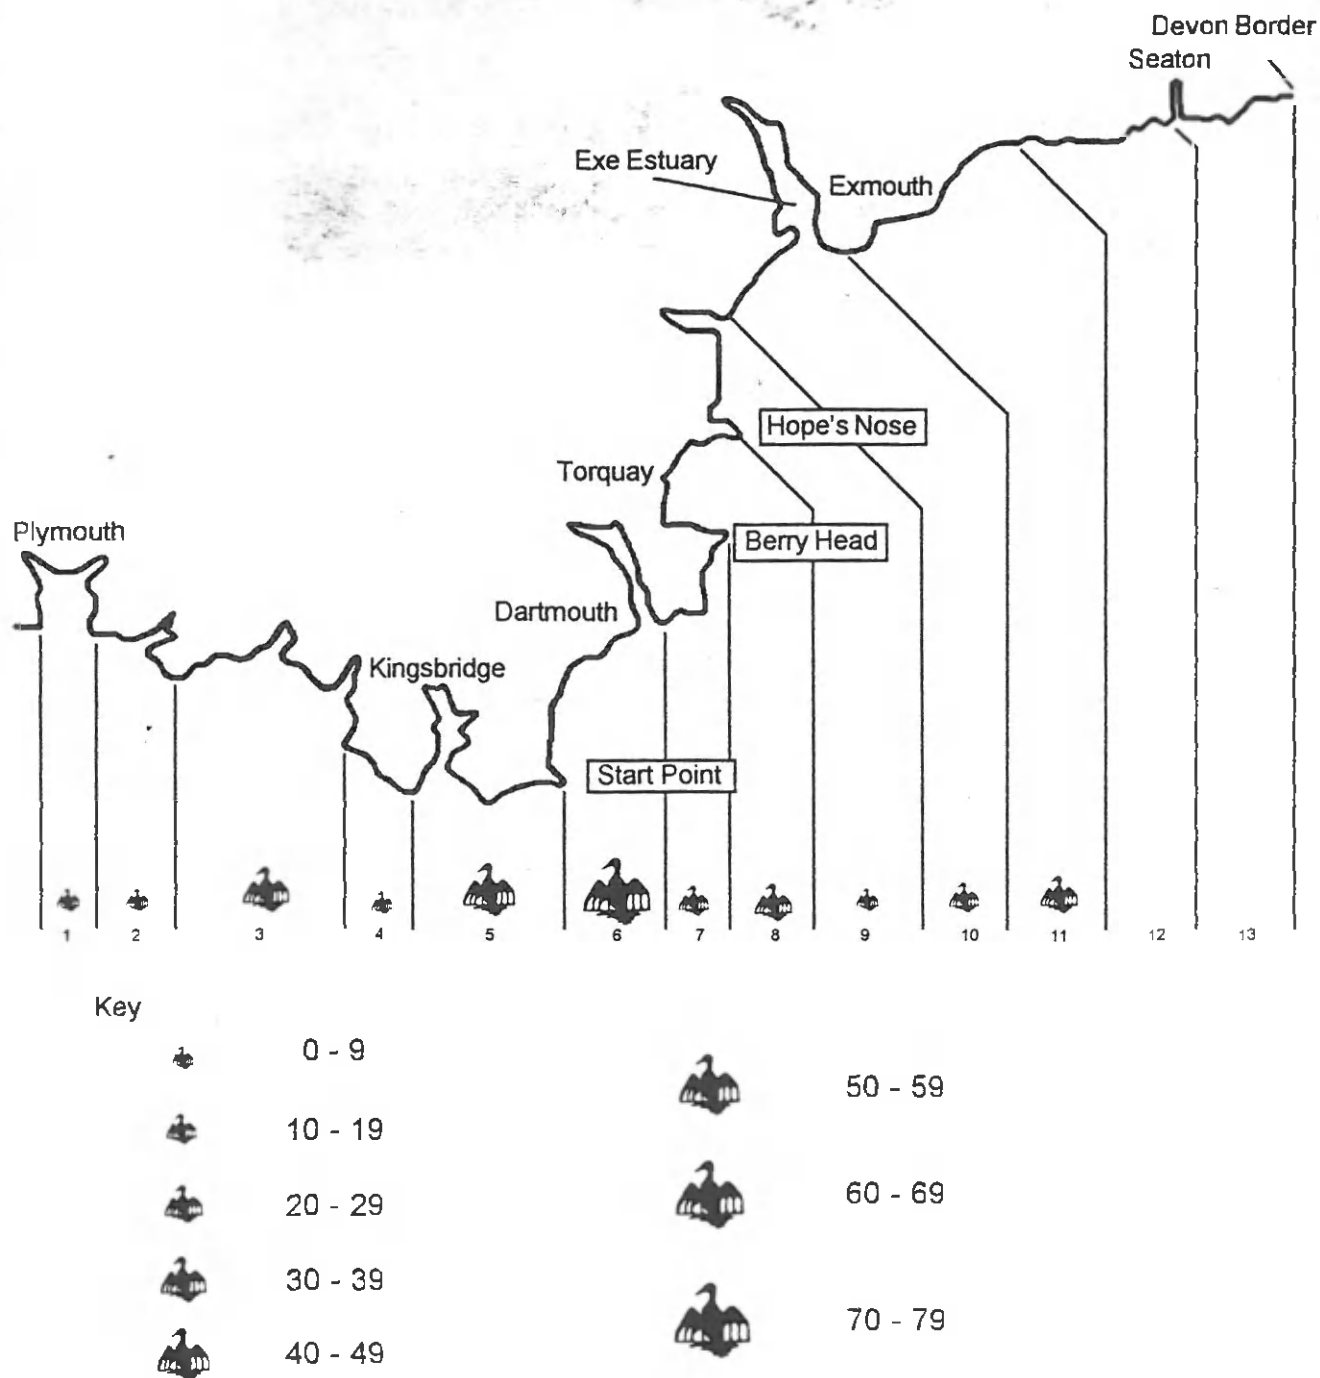 Devon Border
Seaton
Exe Estuary
Exmouth
Hope's Nose
Torquay
Plymouth
Berry Head
Dartmouth
Kingsbridge
Start Point
1 2 3 4 5 6 7 8 9 10 11 12 13
Key
0 - 9
10 - 19
20 - 29
30 - 39
40 - 49
50 - 59
60 - 69
70 - 79